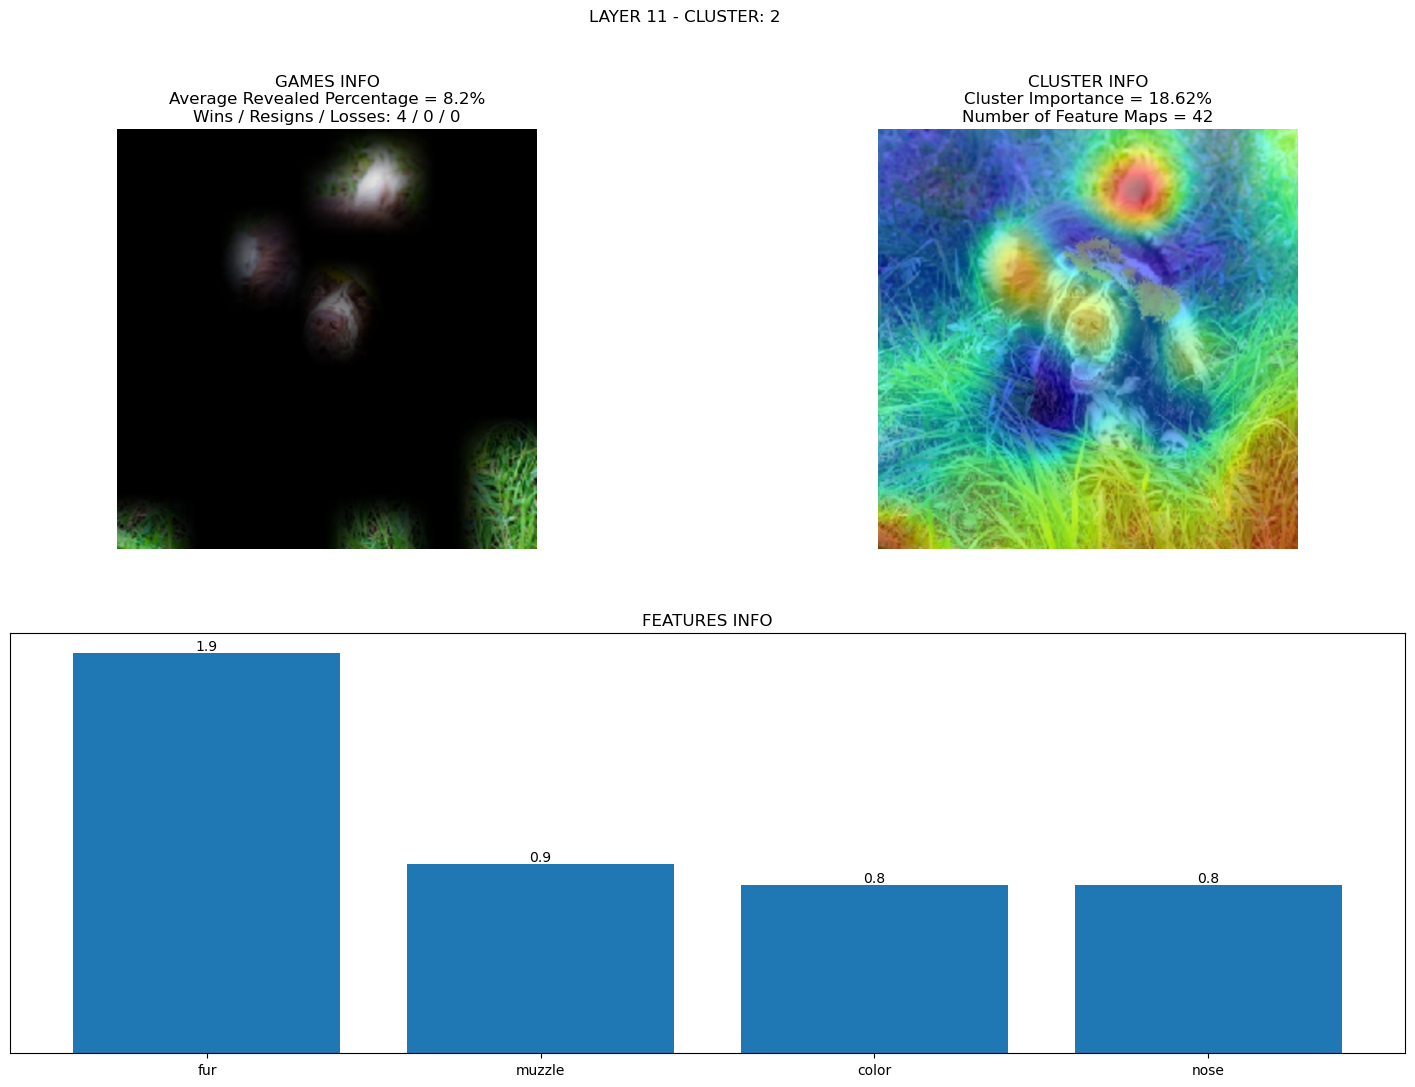 LAYER 11 - CLUSTER: 2
GAMES INFO
Average Revealed Percentage = 8.2%
Wins / Resigns / Losses: 4 / 0 / 0
CLUSTER INFO
Cluster Importance = 18.62%
Number of Feature Maps = 42
FEATURES INFO
1.9
0.9
0.8
0.8
fur
muzzle
color
nose